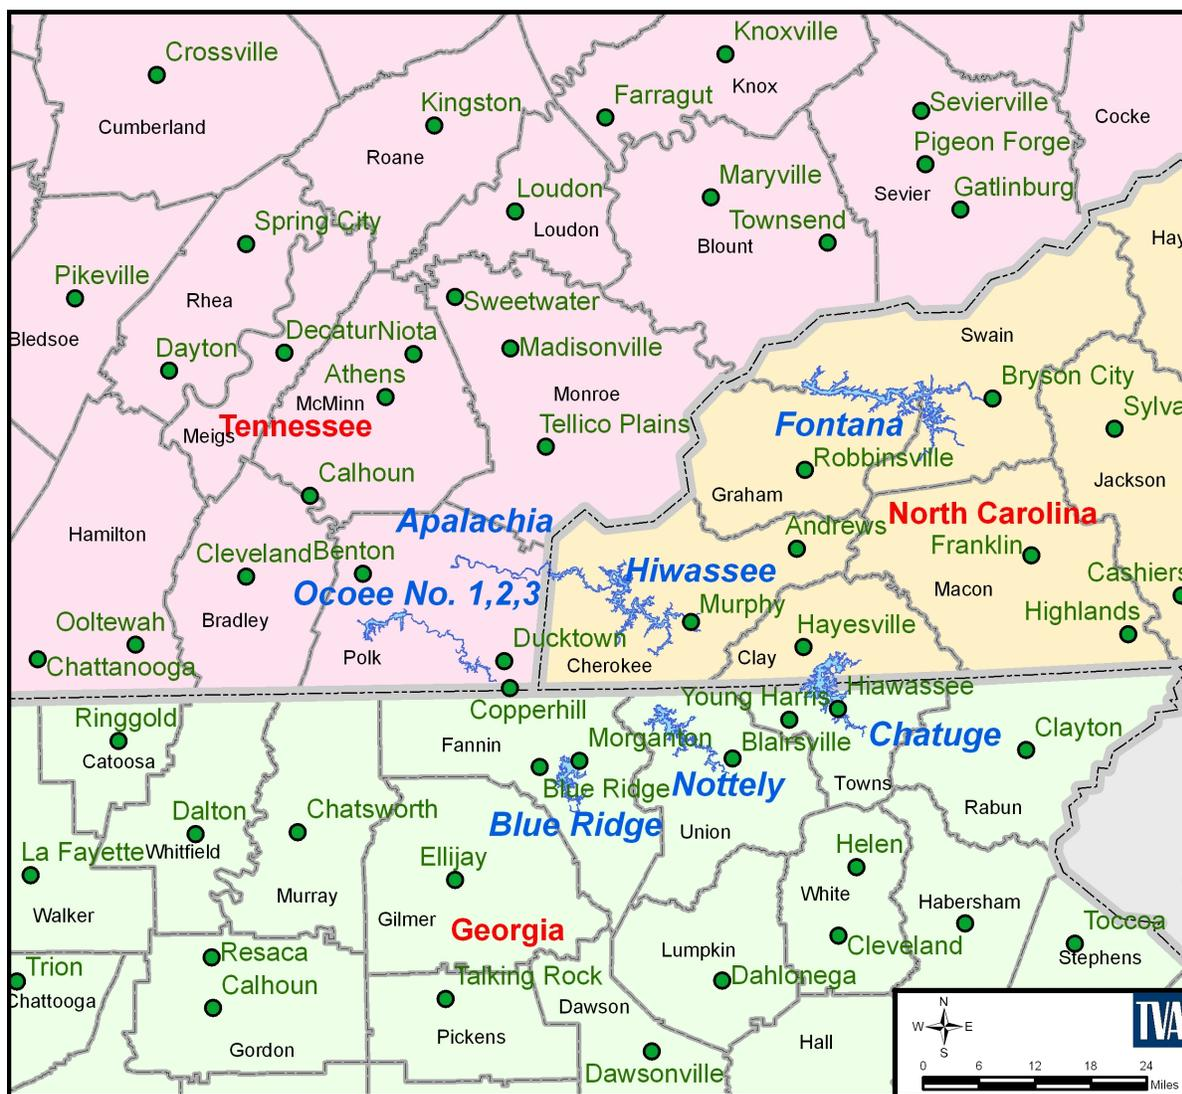 Knoxville
Crossville
Knox
Farragut
Kingston
Sevierville
Cocke
Cumberland
Pigeon Forge
Roane
Maryville
Loudon
Sevier
Gatlinburg
Spring City
Townsend
Loudon
Blount
Hay
Pikeville
Rhea
Sweetwater
Bledsoe
Decatur
Niota
Swain
Dayton
Madisonville
Athens
Bryson City
McMinn
Monroe
Sylva
Tennessee
Meigs
Tellico Plains
Fontana
Robbinsville
Calhoun
Jackson
Graham
Apalachia
North Carolina
Hamilton
Andrews
Cleveland
Benton
Franklin
Hiwassee
Cashiers
Ocoee No. 1,2,3
Macon
Murphy
Highlands
Ooltewah
Bradley
Hayesville
Ducktown
Chattanooga
Polk
Cherokee
Clay
Hiawassee
Young Harris
Copperhill
Ringgold
Clayton
Chatuge
Morganton
Blairsville
Fannin
Catoosa
Towns
Nottely
Blue Ridge
Rabun
Chatsworth
Dalton
Blue Ridge
Union
Helen
La Fayette
Whitfield
Ellijay
Murray
White
Habersham
Walker
Gilmer
Georgia
Toccoa
Cleveland
Lumpkin
Resaca
Stephens
Trion
Talking Rock
Dahlonega
Calhoun
Chattooga
Dawson
N
W E
S
TVA
Pickens
Hall
Gordon
0 6 12 18 24
Miles
Dawsonville